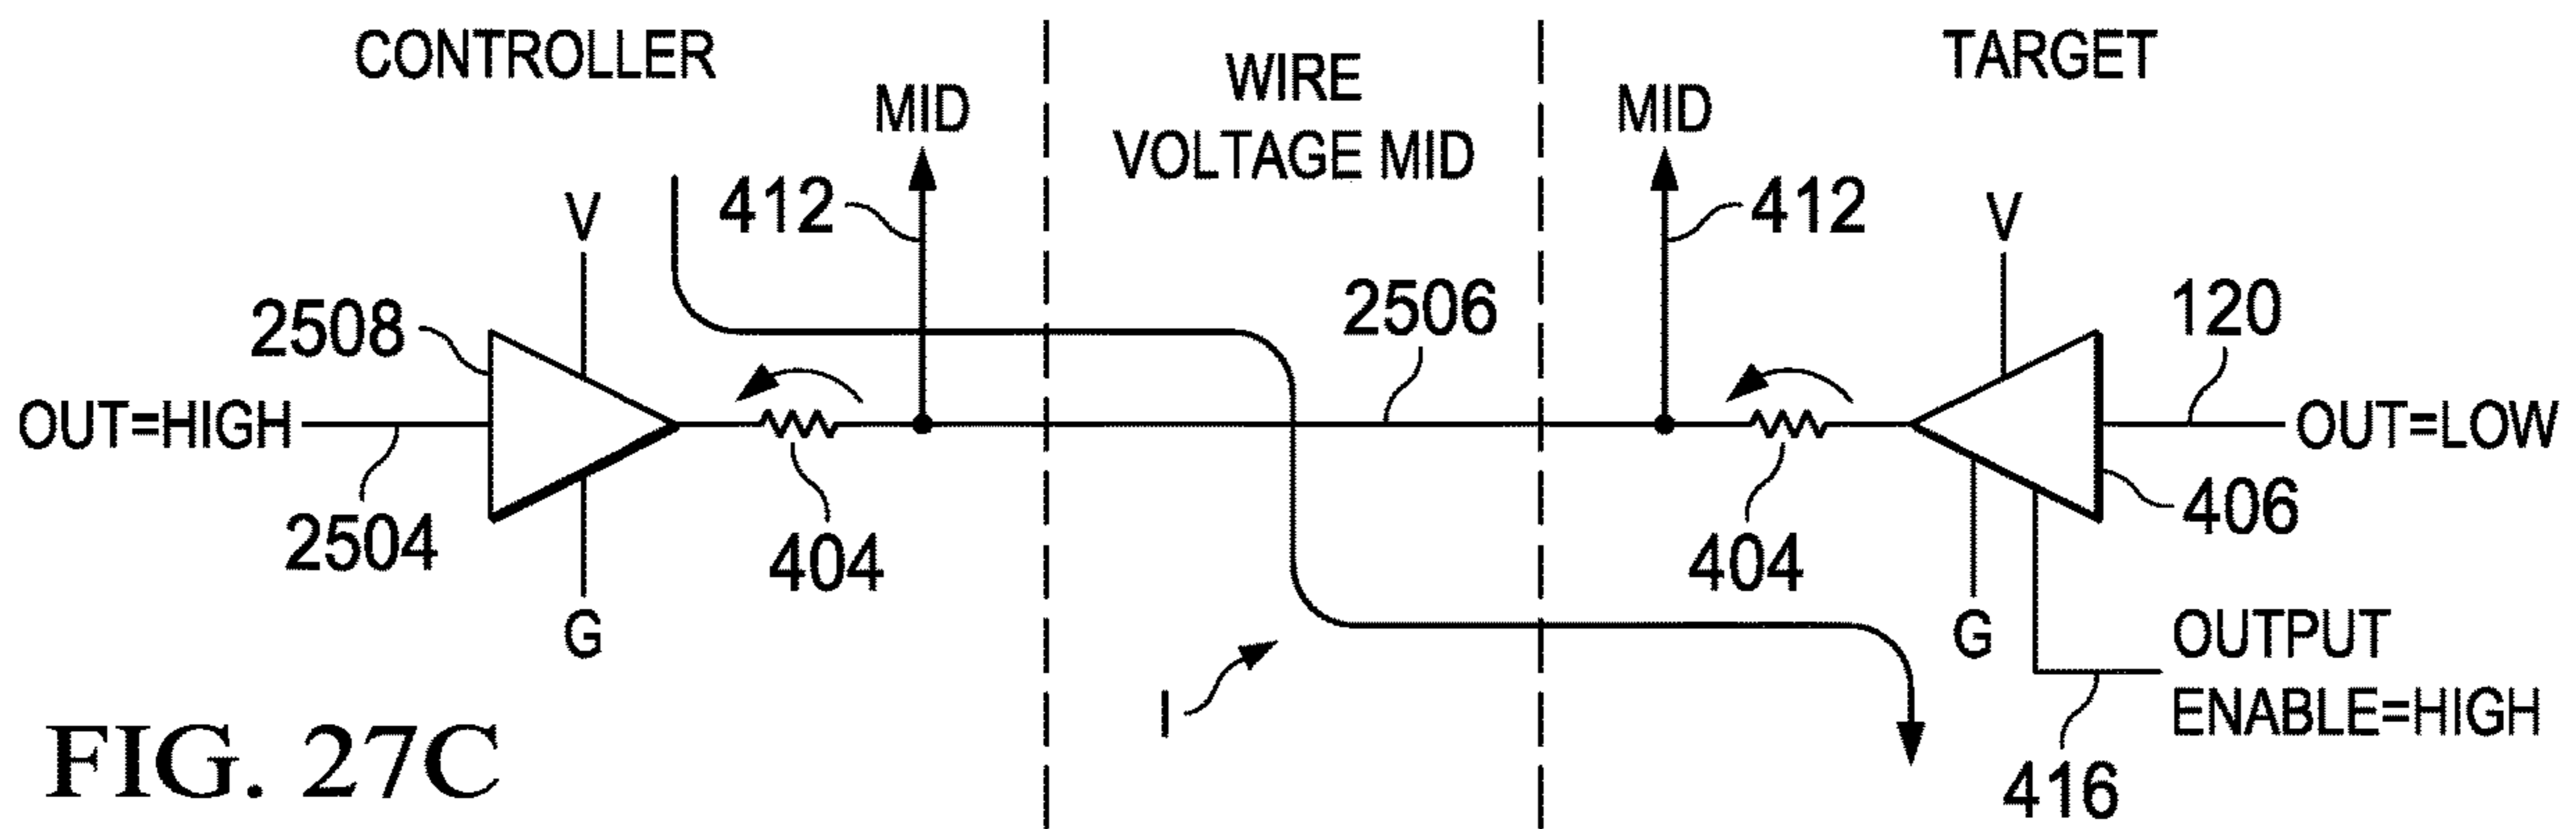 CONTROLLER
WIRE
VOLTAGE MID
TARGET
MID
MID
412
412
V
V
2508
2506
120
OUT=HIGH
OUT=LOW
2504
404
404
406
G
G
OUTPUT
ENABLE=HIGH
I
416
FIG. 27C